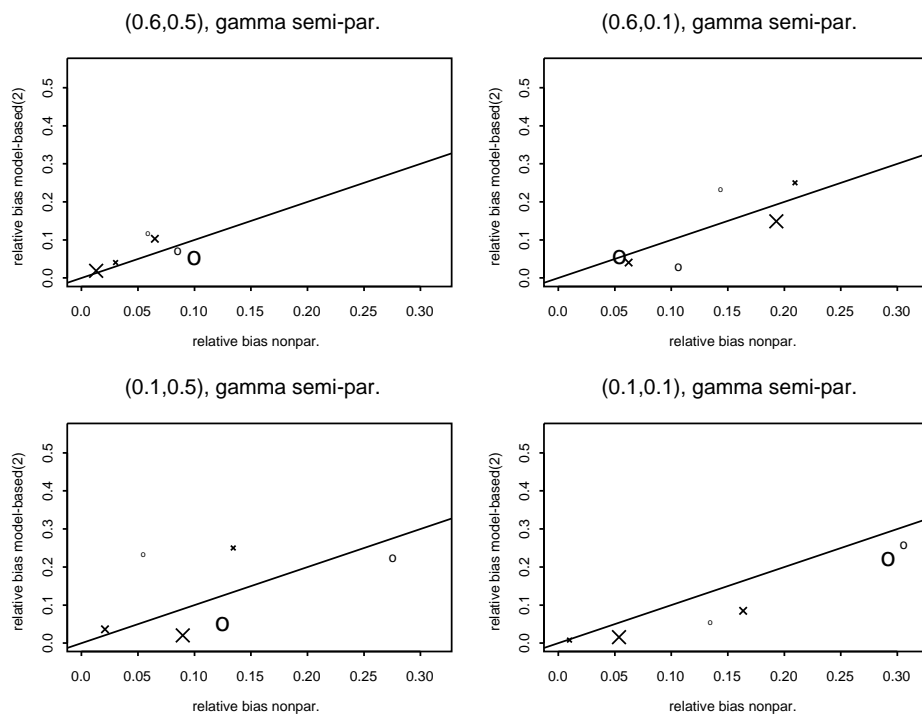 (0.6,0.5), gamma semi-par.
relative bias model-based(2)
0.0 0.1 0.2 0.3 0.4 0.5
0.0 0.05 0.10 0.15 0.20 0.25 0.30
relative bias nonpar.
(0.6,0.1), gamma semi-par.
relative bias model-based(2)
0.0 0.1 0.2 0.3 0.4 0.5
0.0 0.05 0.10 0.15 0.20 0.25 0.30
relative bias nonpar.
(0.1,0.5), gamma semi-par.
relative bias model-based(2)
0.0 0.1 0.2 0.3 0.4 0.5
0.0 0.05 0.10 0.15 0.20 0.25 0.30
relative bias nonpar.
(0.1,0.1), gamma semi-par.
relative bias model-based(2)
0.0 0.1 0.2 0.3 0.4 0.5
0.0 0.05 0.10 0.15 0.20 0.25 0.30
relative bias nonpar.